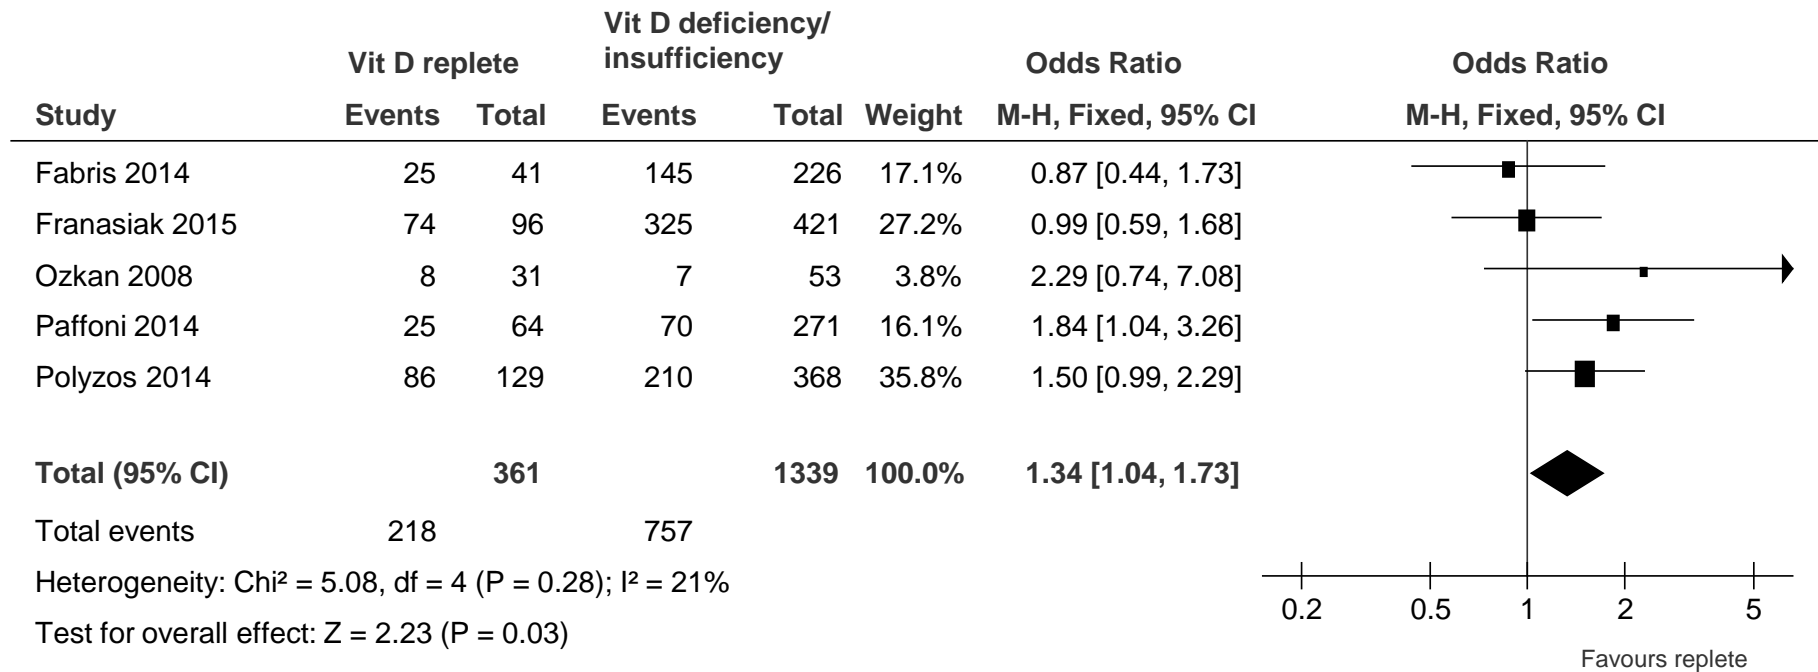 Vit D replete Vit D deficiency/ insufficiency Odds Ratio Odds Ratio
Study Events Total Events Total Weight M-H, Fixed, 95% CI M-H, Fixed, 95% CI
Fabris 2014 25 41 145 226 17.1% 0.87 [0.44, 1.73]
Franasiak 2015 74 96 325 421 27.2% 0.99 [0.59, 1.68]
Ozkan 2008 8 31 7 53 3.8% 2.29 [0.74, 7.08]
Paffoni 2014 25 64 70 271 16.1% 1.84 [1.04, 3.26]
Polyzos 2014 86 129 210 368 35.8% 1.50 [0.99, 2.29]
Total (95% CI) 361 1339 100.0% 1.34 [1.04, 1.73]
Total events 218 757
Heterogeneity: Chi² = 5.08, df = 4 (P = 0.28); I² = 21%
Test for overall effect: Z = 2.23 (P = 0.03)
0.2 0.5 1 2 5
Favours replete